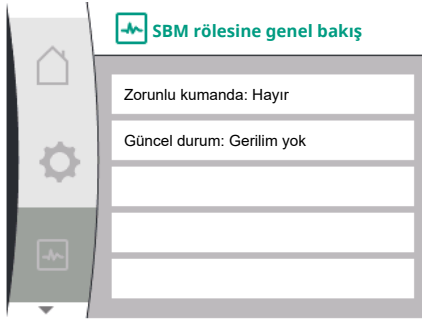 SBM rölesine genel bakış
Zorunlu kumanda: Hayır
Güncel durum: Gerilim yok